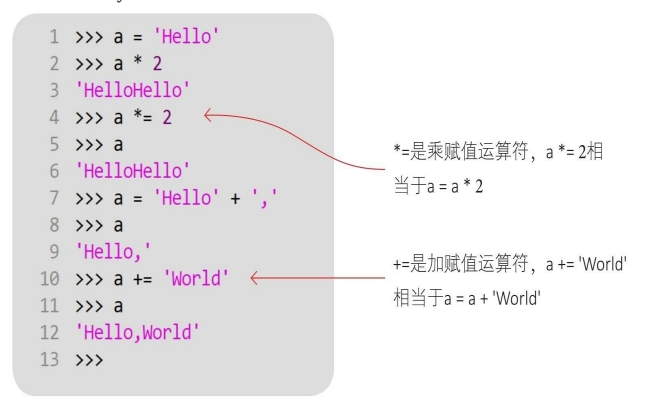 1 >>> a = 'Hello'
2 >>> a * 2
3 'HelloHello'
4 >>> a *= 2
5 >>> a
6 'HelloHello'
7 >>> a = 'Hello' + ','
8 >>> a
9 'Hello,'
10 >>> a += 'World'
11 >>> a
12 'Hello,World'
13 >>>
*=是乘赋值运算符，a *= 2相
当于a = a * 2
+=是加赋值运算符，a += 'World'
相当于a = a + 'World'